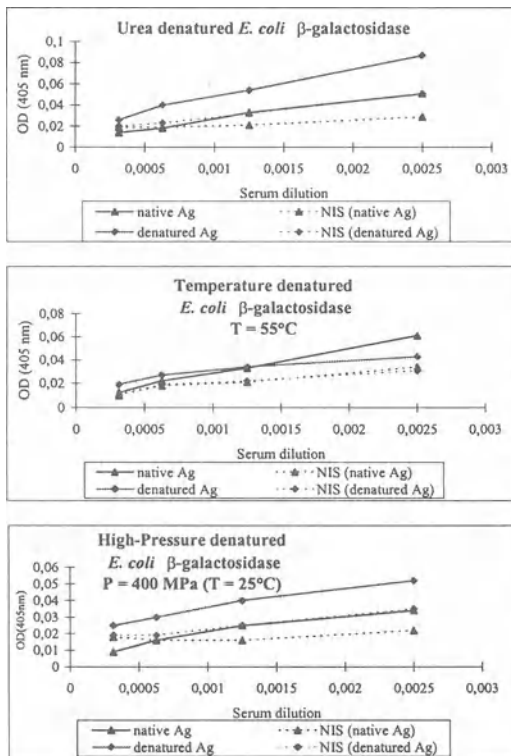 Urea denatured E. coli β-galactosidase
0,1
0,08
0,06
0,04
0,02
0
OD (405 nm)
0 0,0005 0,001 0,0015 0,002 0,0025 0,003
Serum dilution
native Ag NIS (native Ag)
denatured Ag NIS (denatured Ag)
Temperature denatured
E. coli β-galactosidase
T = 55°C
0,08
0,06
0,04
0,02
0
OD (405 nm)
0 0,0005 0,001 0,0015 0,002 0,0025 0,003
Serum dilution
native Ag NIS (native Ag)
denatured Ag NIS (denatured Ag)
High-Pressure denatured
E. coli β-galactosidase
P = 400 MPa (T = 25°C)
0,06
0,05
0,04
0,03
0,02
0,01
0
OD(405nm)
0 0,0005 0,001 0,0015 0,002 0,0025 0,003
Serum dilution
native Ag NIS (native Ag)
denatured Ag NIS (denatured Ag)